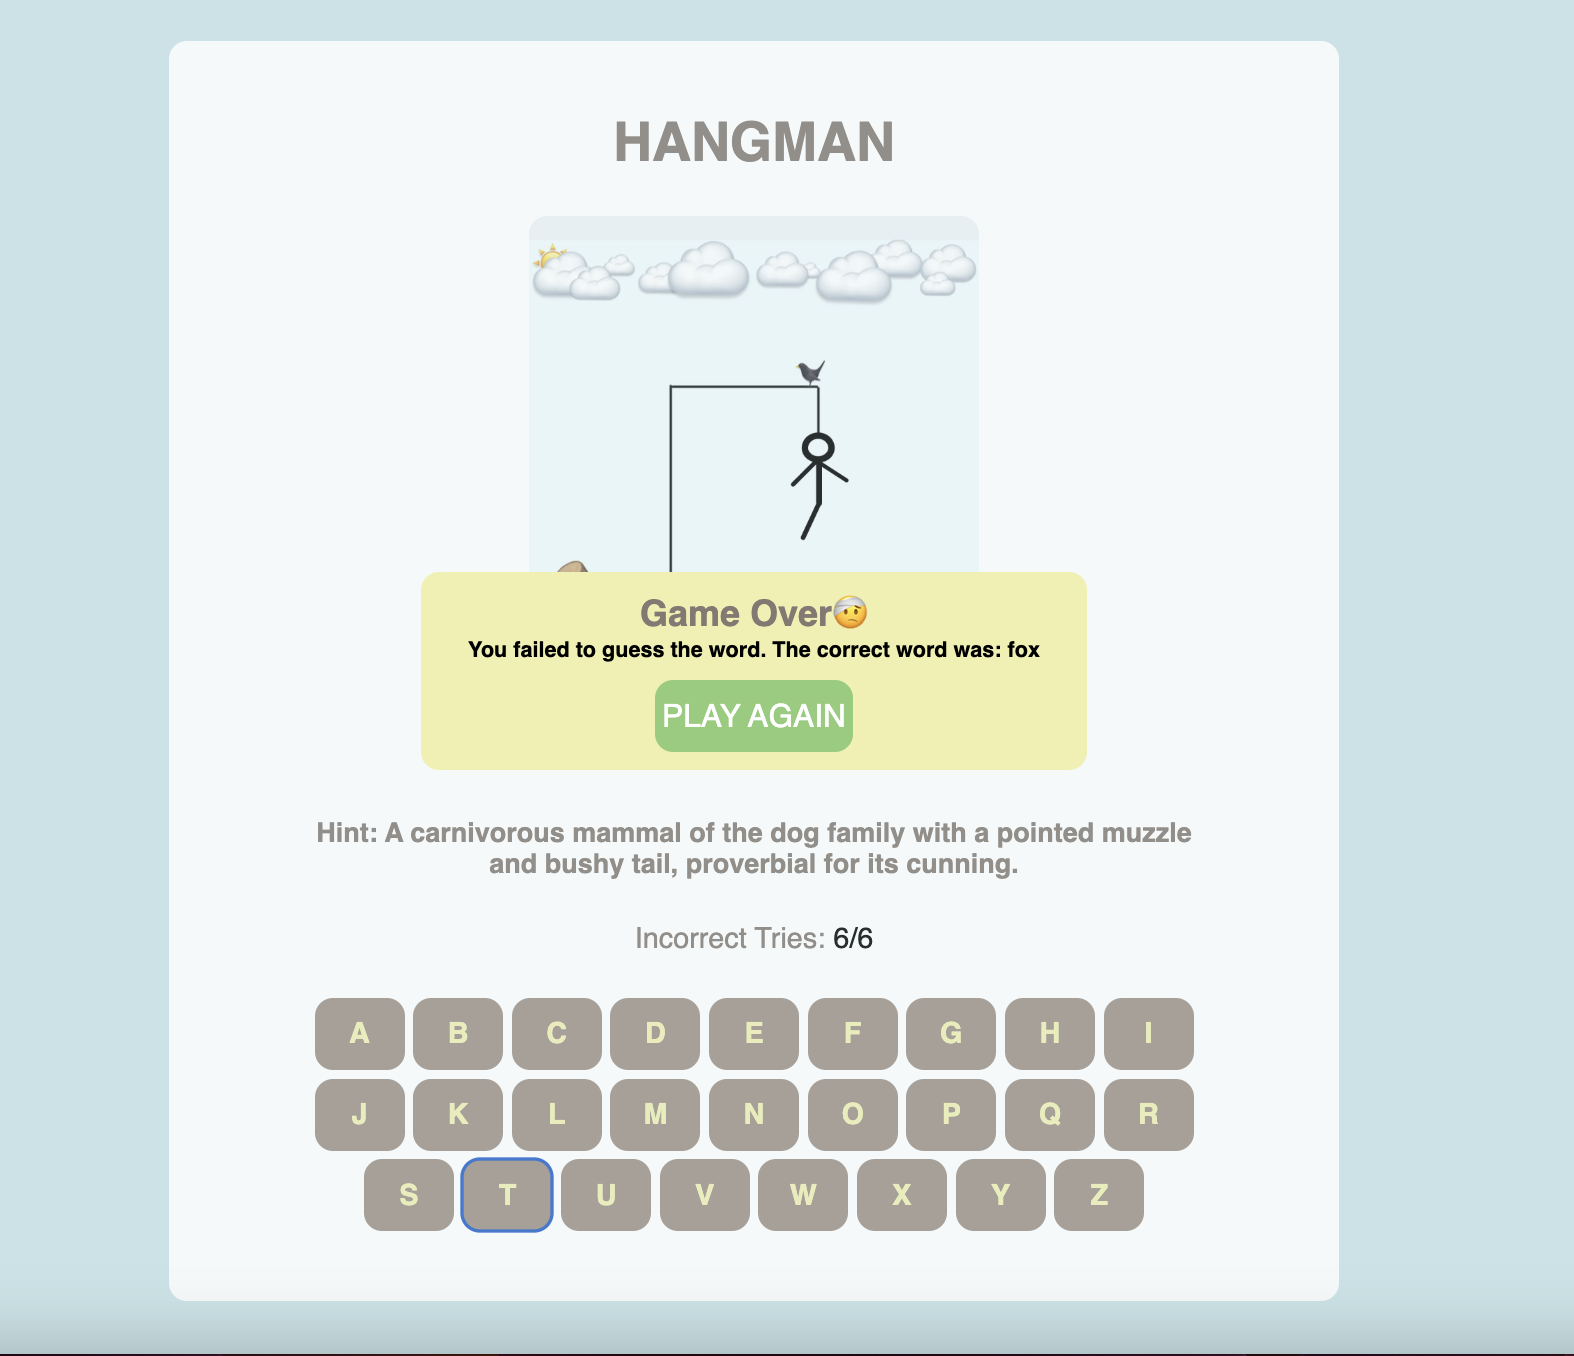 HANGMAN
Game Over🤕
You failed to guess the word. The correct word was: fox
PLAY AGAIN
Hint: A carnivorous mammal of the dog family with a pointed muzzle
and bushy tail, proverbial for its cunning.
Incorrect Tries: 6/6
A B C D E F G H I
J K L M N O P Q R
S T U V W X Y Z